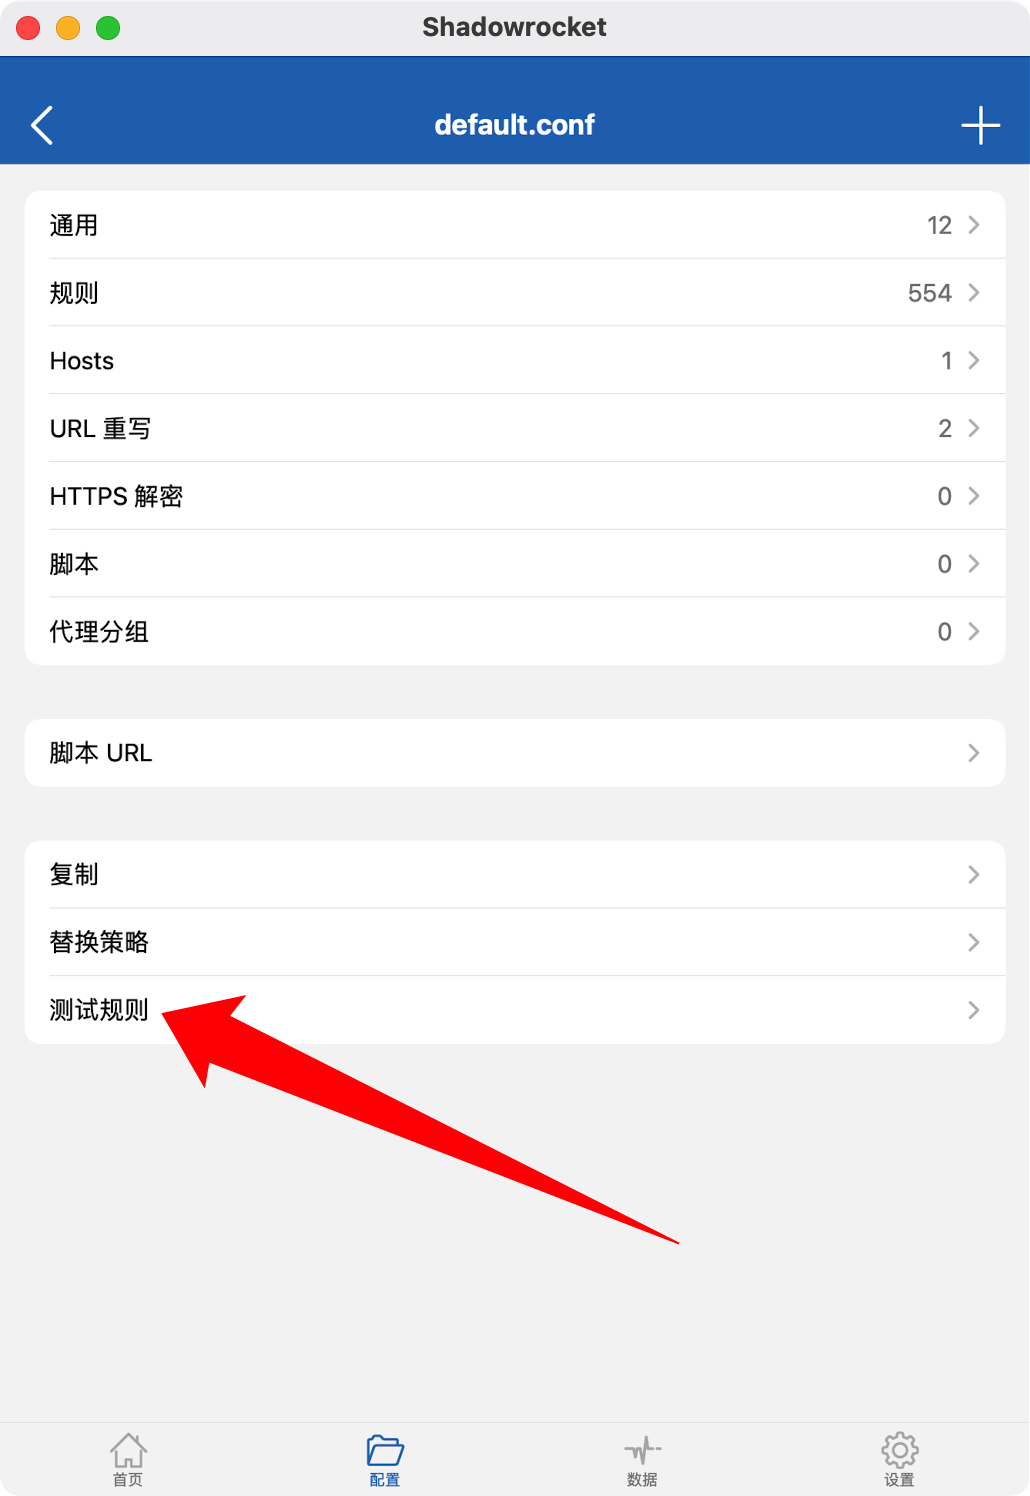 Shadowrocket
default.conf
通用 12
规则 554
Hosts 1
URL 重写 2
HTTPS 解密 0
脚本 0
代理分组 0
脚本 URL
复制
替换策略
测试规则
首页 配置 数据 设置